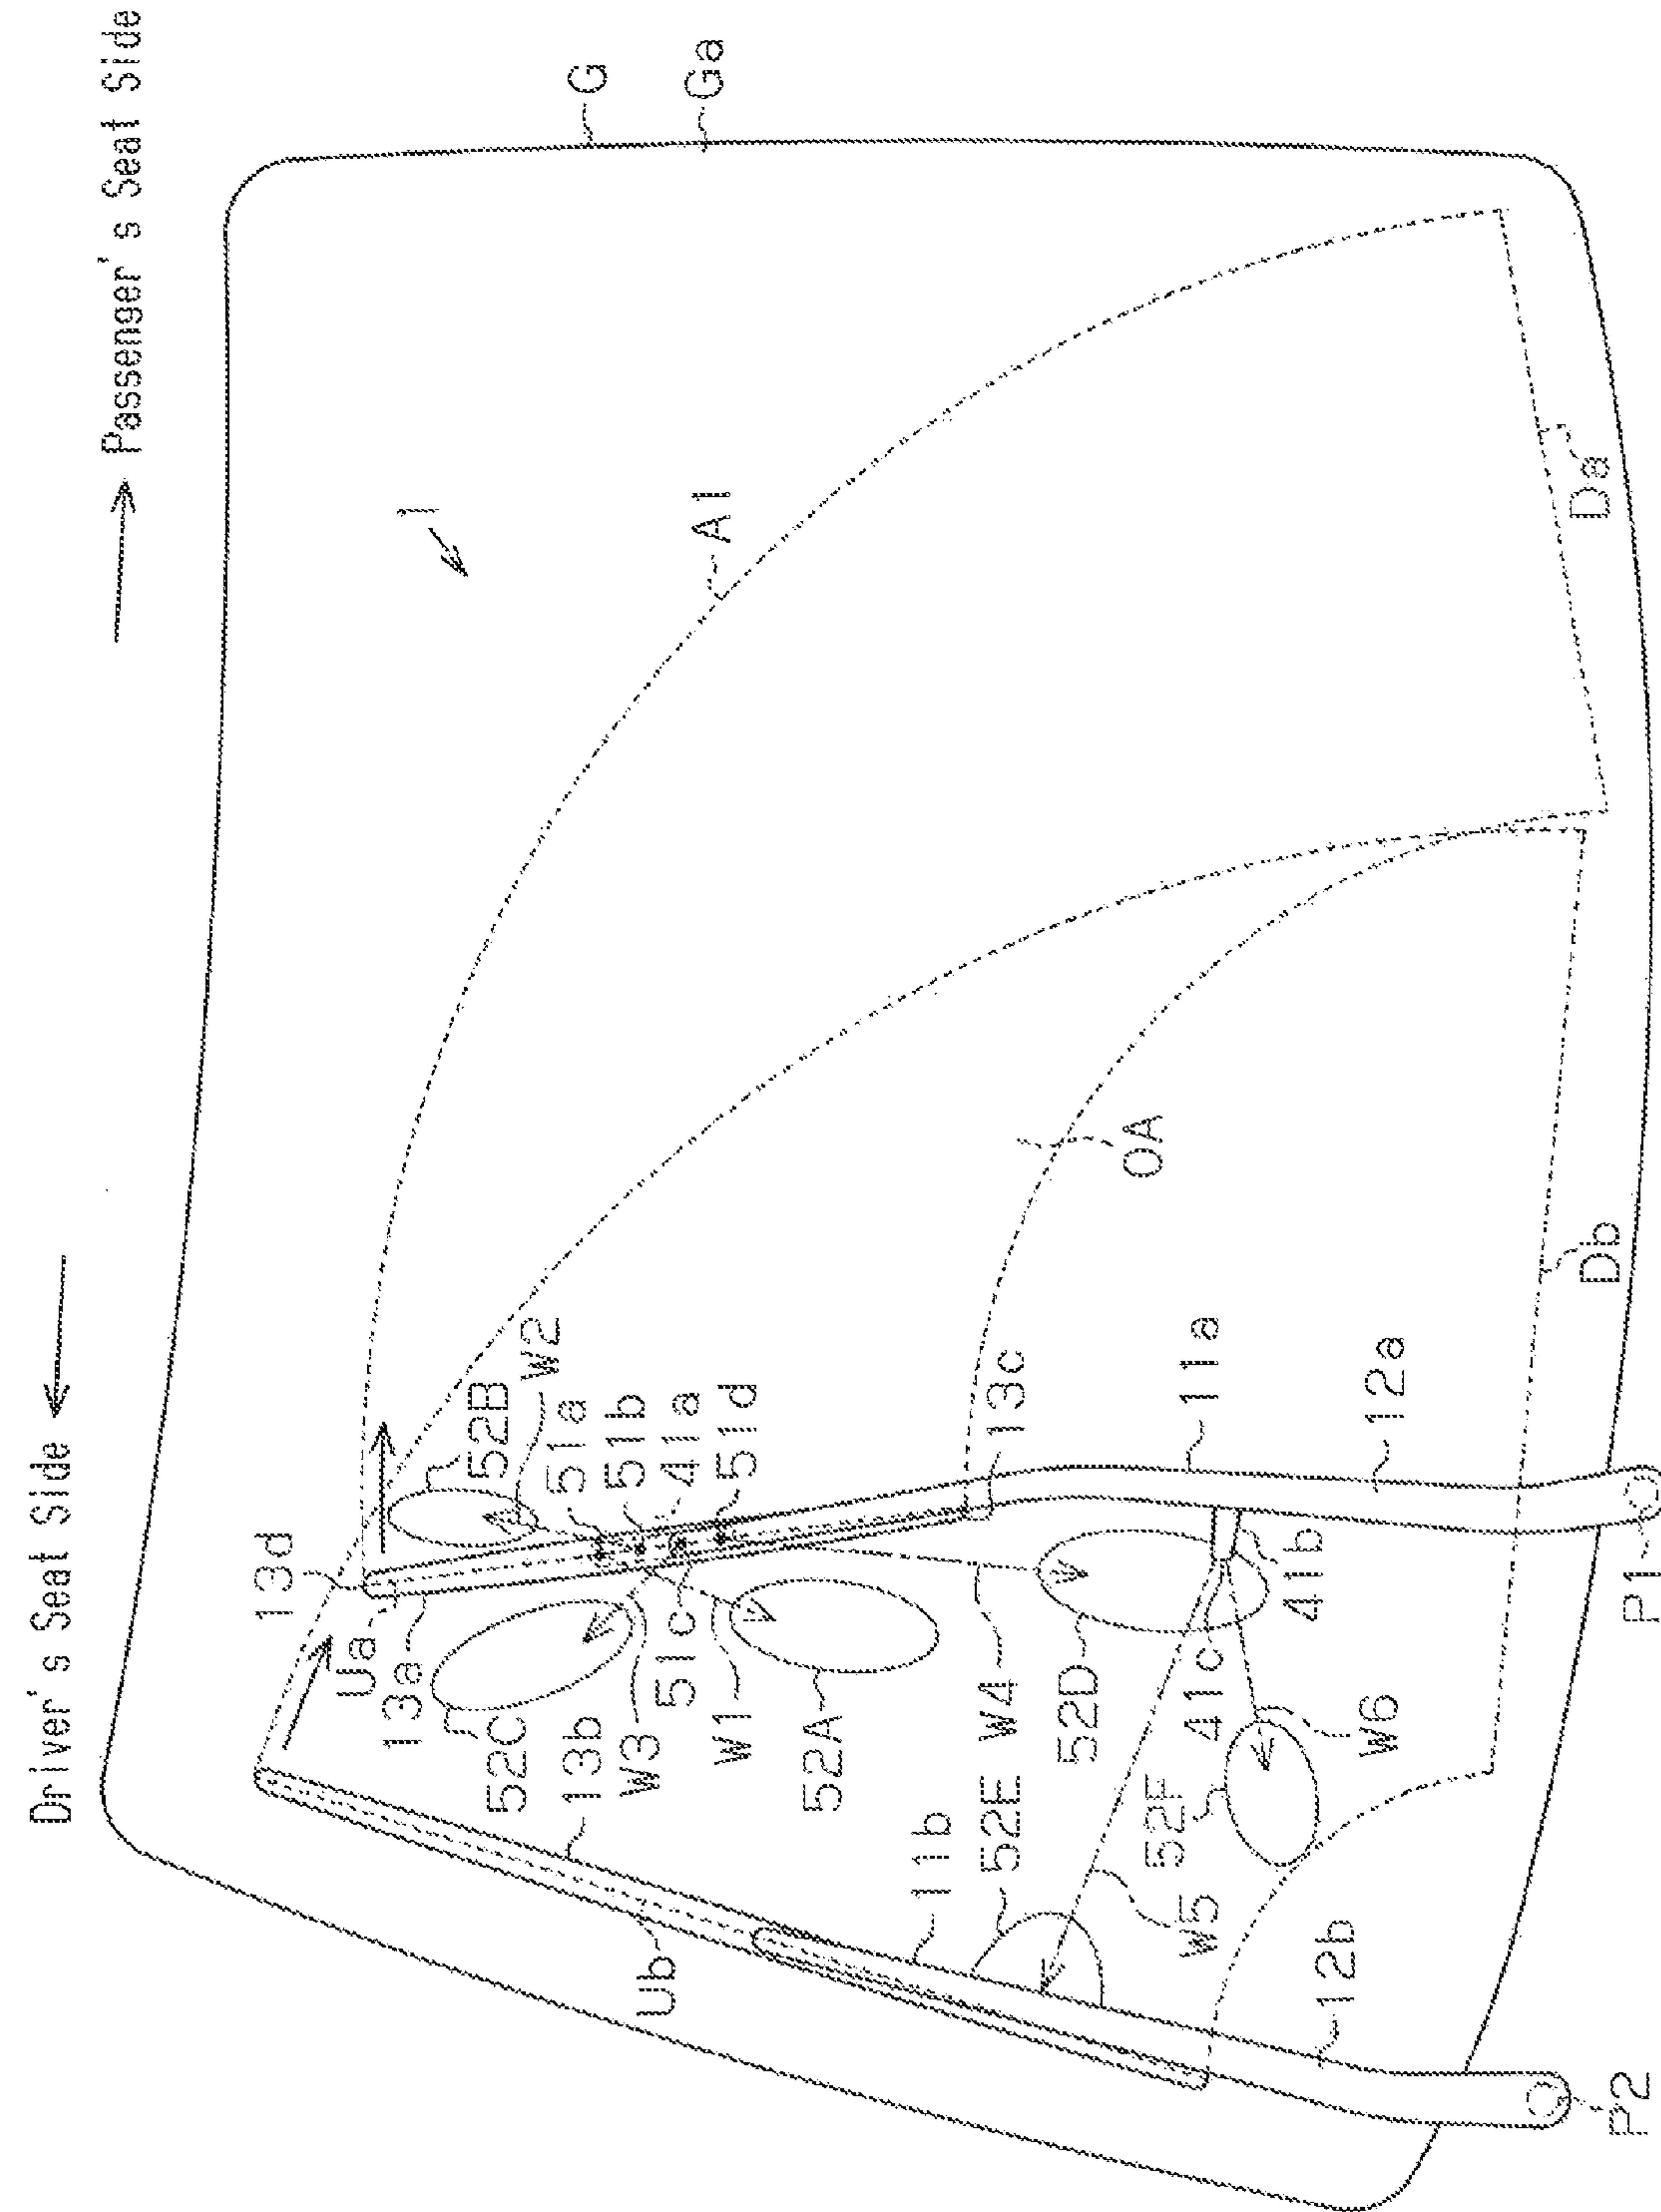 Driver's Seat Side
Passenger's Seat Side
G
Ga
1
A1
Da
OA
Db
13d
Ua
13a
52C
13b
W3
51c
W1
52A
52B
W2
51a
51b
41a
51d
13c
11a
12a
W4
52D
41c
41b
W6
52E
52F
W5
11b
12b
Ub
P1
P2